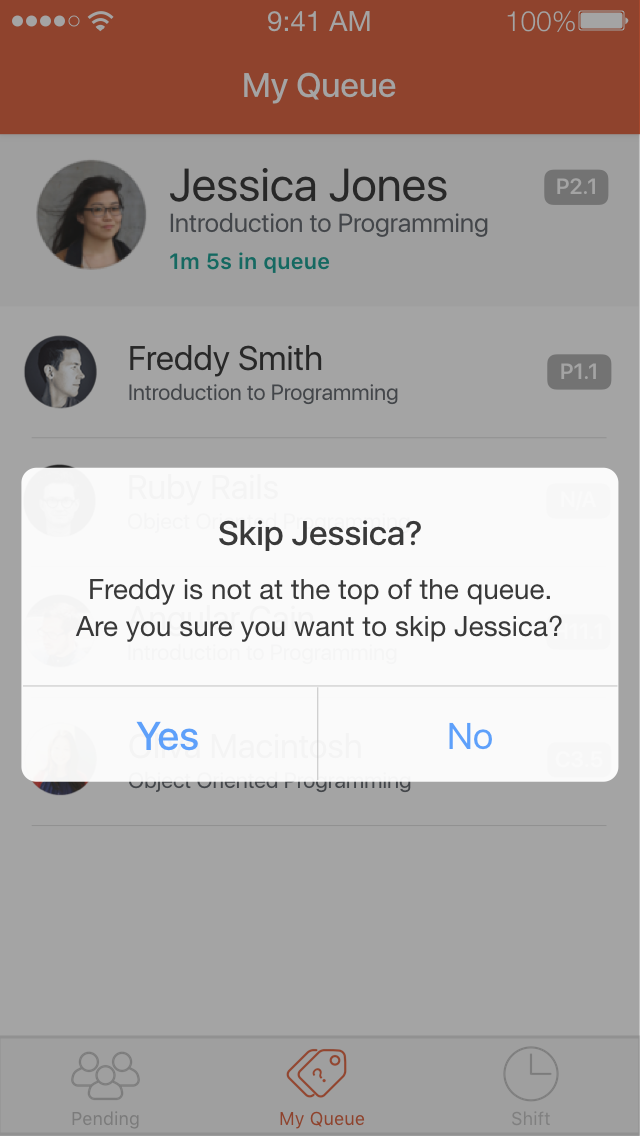 9:41 AM 100%
My Queue
Jessica Jones
P2.1
Introduction to Programming
1m 5s in queue
Freddy Smith
P1.1
Introduction to Programming
Ruby Rails
N/A
Object Oriented Programming
Skip Jessica?
Freddy is not at the top of the queue.
Are you sure you want to skip Jessica?
Introduction to Programming
Yes
No
Macintosh
Object Oriented Programming
Pending
My Queue
Shift